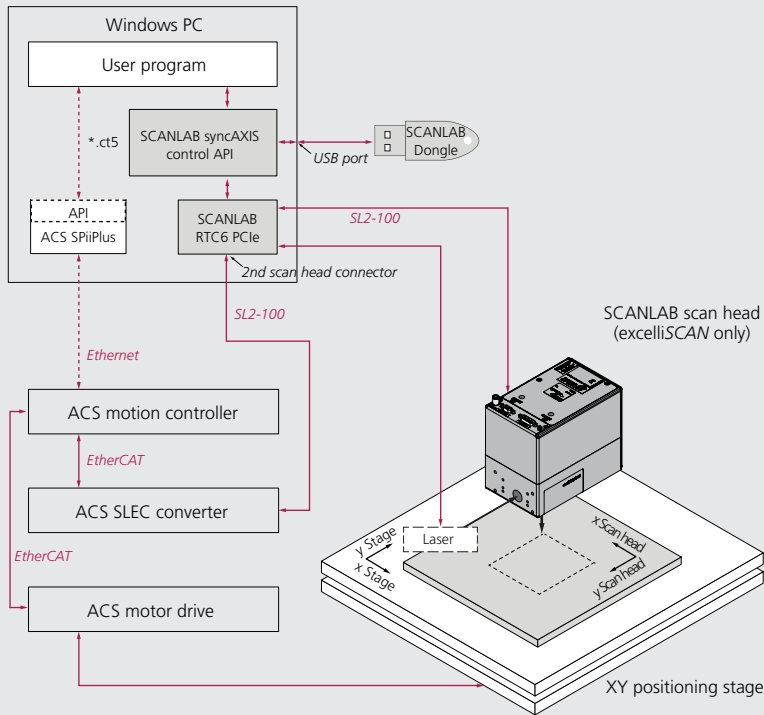 Windows PC
User program
*.ct5
SCANLAB syncAXIS
control API
USB port
SCANLAB
Dongle
API
ACS SPiiPlus
SCANLAB
RTC6 PCIe
SL2-100
2nd scan head connector
SL2-100
SCANLAB scan head
(excelliSCAN only)
Ethernet
ACS motion controller
EtherCAT
ACS SLEC converter
EtherCAT
ACS motor drive
Laser
y Stage
x Stage
x Scan head
y Scan head
XY positioning stage